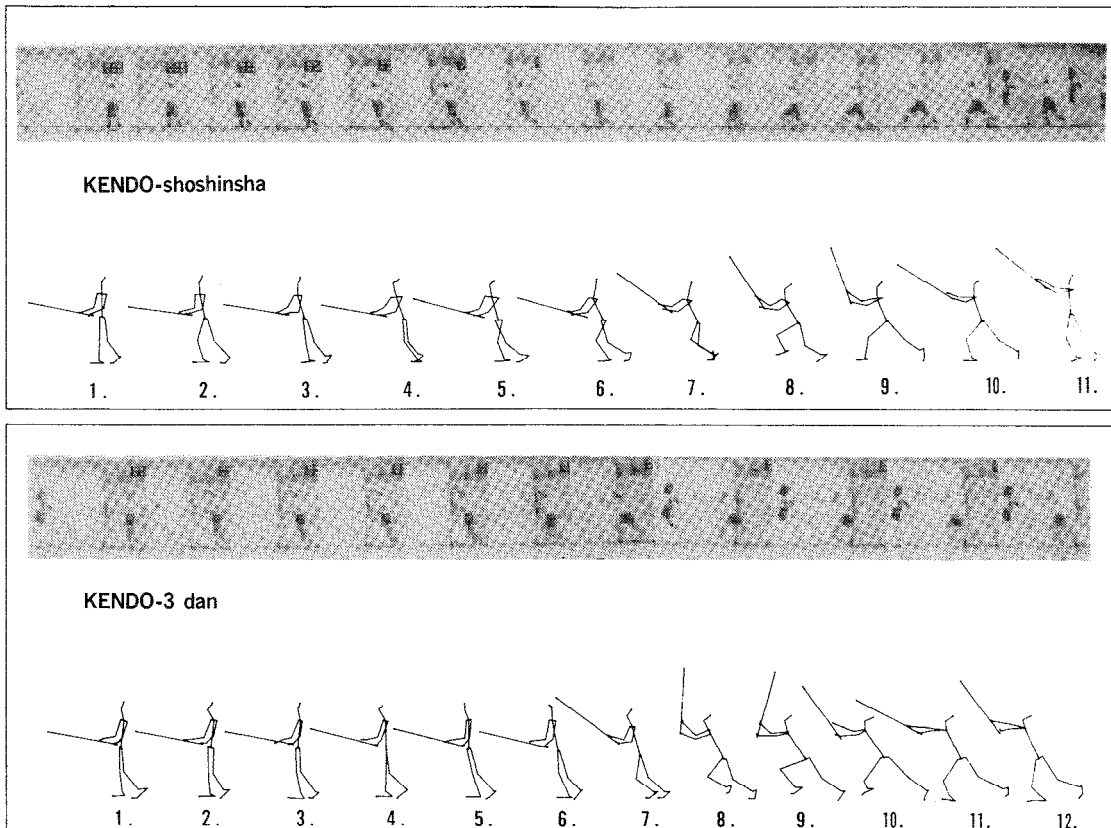 KENDO-shoshinsha
1. 2. 3. 4. 5. 6. 7. 8. 9. 10. 11.
KENDO-3 dan
1. 2. 3. 4. 5. 6. 7. 8. 9. 10. 11. 12.